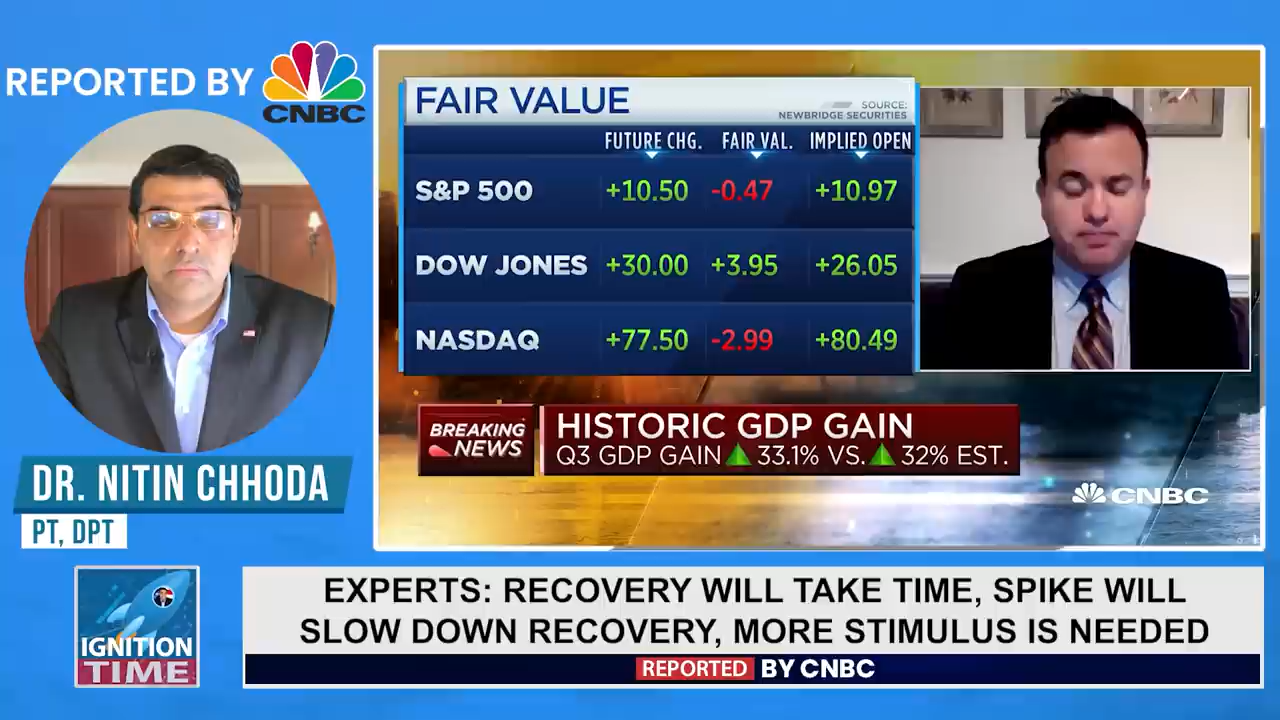 REPORTED BY
CNBC
DR. NITIN CHHODA
PT, DPT
FAIR VALUE
SOURCE:
NEWBRIDGE SECURITIES
FUTURE CHG. FAIR VAL. IMPLIED OPEN
S&P 500 +10.50 -0.47 +10.97
DOW JONES +30.00 +3.95 +26.05
NASDAQ +77.50 -2.99 +80.49
BREAKING
NEWS
HISTORIC GDP GAIN
Q3 GDP GAIN 33.1% VS. 32% EST.
CNBC
IGNITION
TIME
EXPERTS: RECOVERY WILL TAKE TIME, SPIKE WILL
SLOW DOWN RECOVERY, MORE STIMULUS IS NEEDED
REPORTED BY CNBC